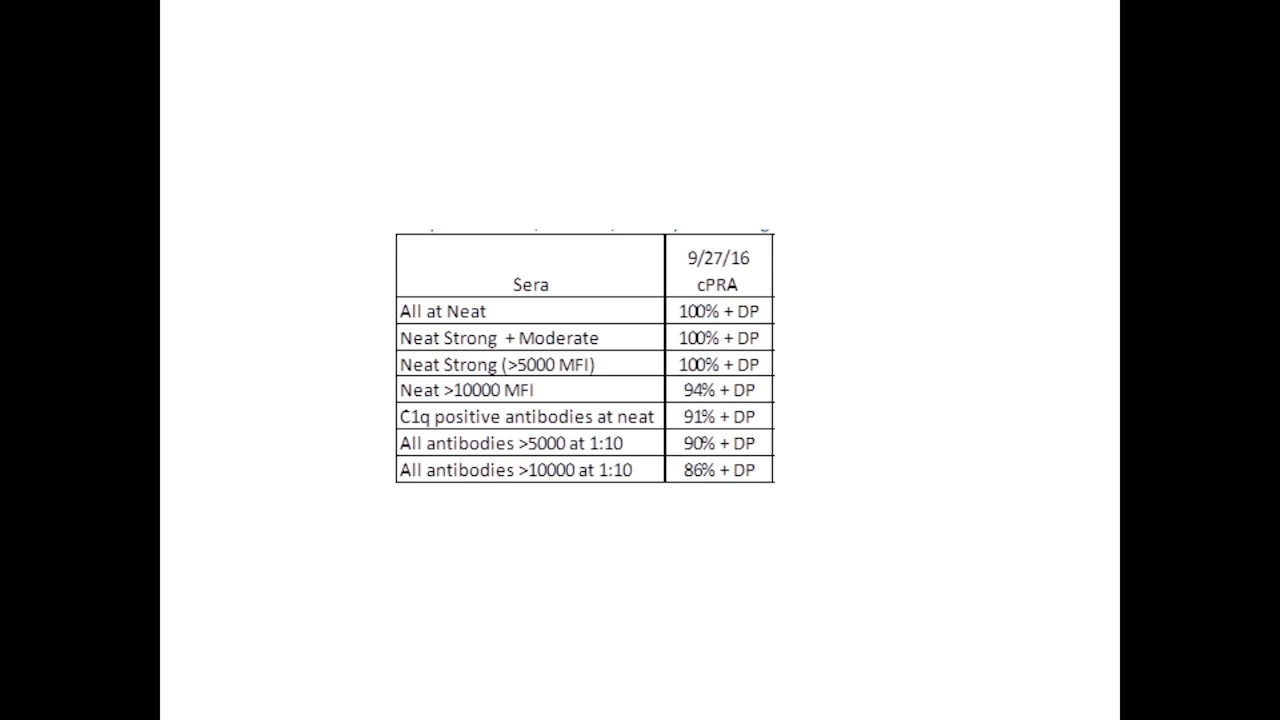 9/27/16
Sera cPRA
All at Neat 100% + DP
Neat Strong + Moderate 100% + DP
Neat Strong (>5000 MFI) 100% + DP
Neat >10000 MFI 94% + DP
C1q positive antibodies at neat 91% + DP
All antibodies >5000 at 1:10 90% + DP
All antibodies >10000 at 1:10 86% + DP